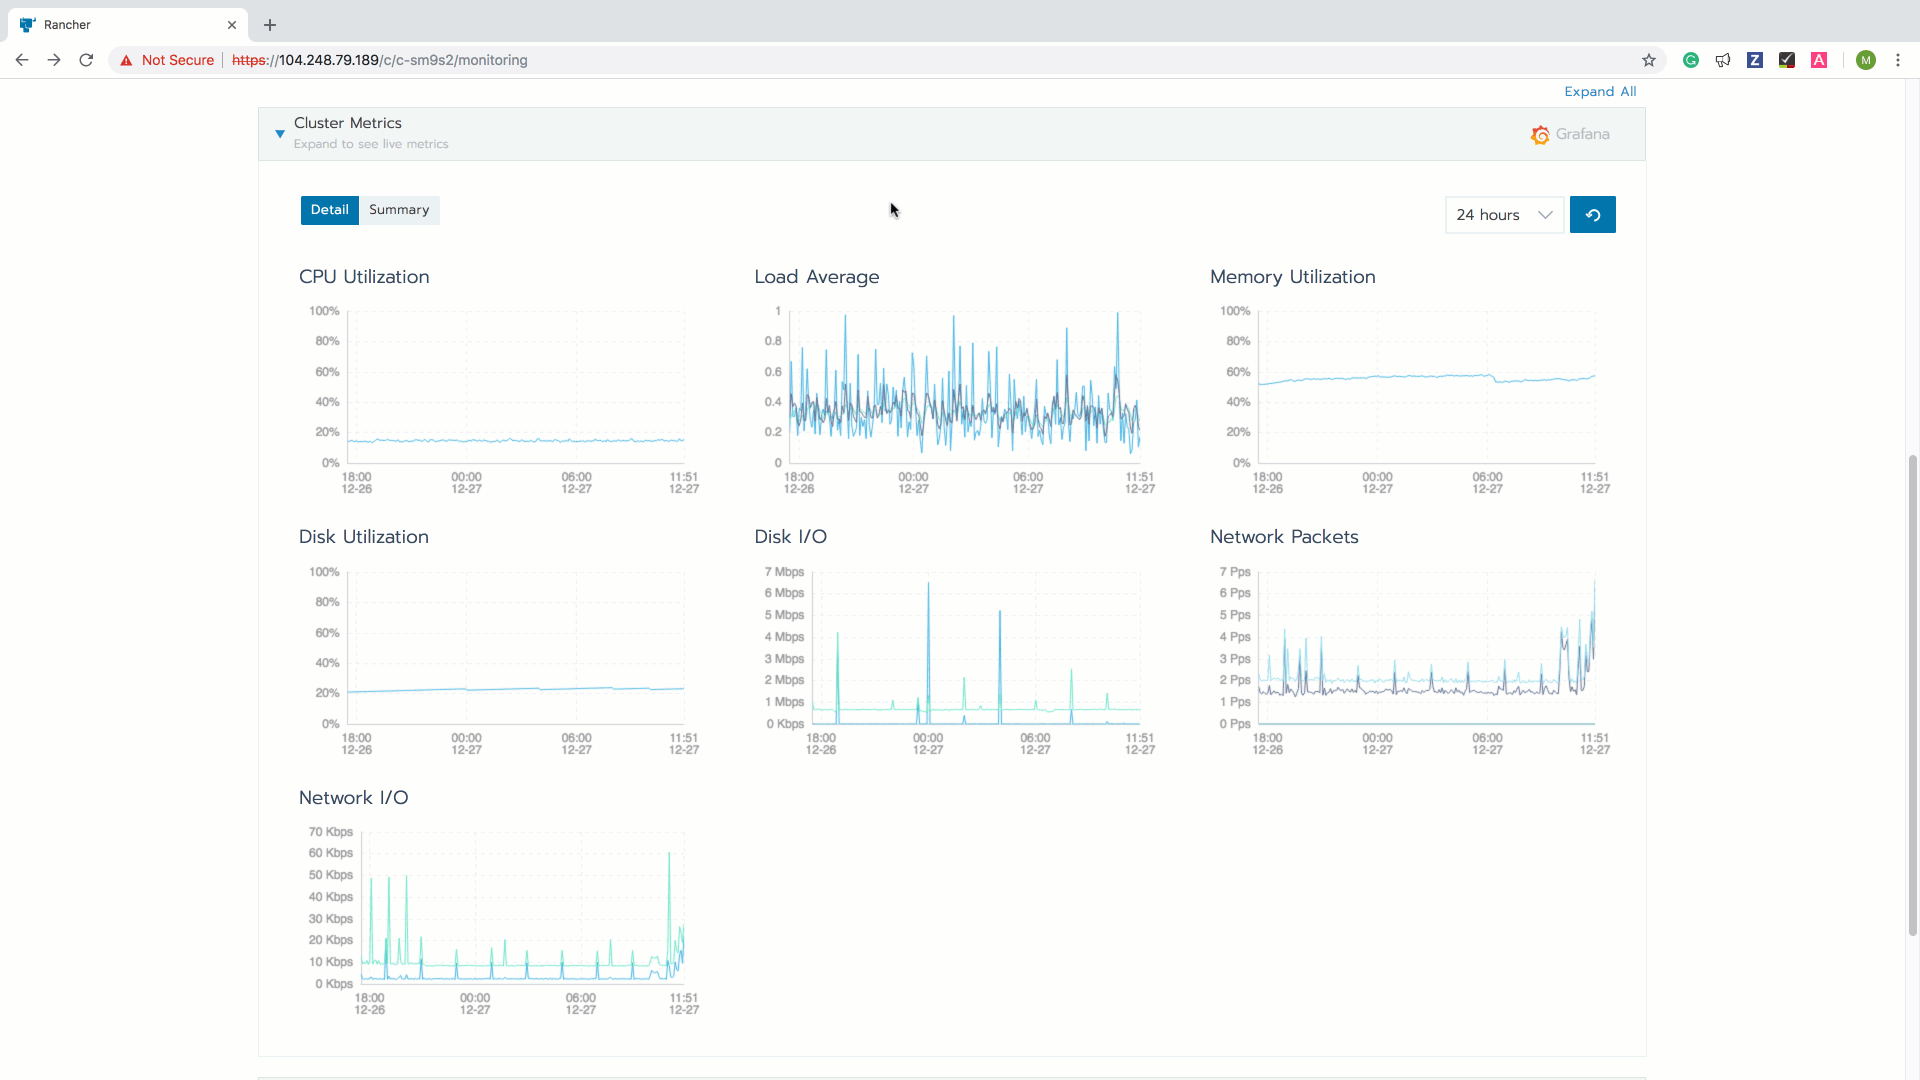 Rancher
Not Secure https://104.248.79.189/c/c-sm9s2/monitoring
G Z A M
Expand All
Cluster Metrics
Expand to see live metrics
Grafana
Detail Summary
24 hours
CPU Utilization
100%
80%
60%
40%
20%
0%
18:00 00:00 06:00 11:51
12-26 12-27 12-27 12-27
Load Average
1
0.8
0.6
0.4
0.2
0
18:00 00:00 06:00 11:51
12-26 12-27 12-27 12-27
Memory Utilization
100%
80%
60%
40%
20%
0%
18:00 00:00 06:00 11:51
12-26 12-27 12-27 12-27
Disk Utilization
100%
80%
60%
40%
20%
0%
18:00 00:00 06:00 11:51
12-26 12-27 12-27 12-27
Disk I/O
7 Mbps
6 Mbps
5 Mbps
4 Mbps
3 Mbps
2 Mbps
1 Mbps
0 Kbps
18:00 00:00 06:00 11:51
12-26 12-27 12-27 12-27
Network Packets
7 Pps
6 Pps
5 Pps
4 Pps
3 Pps
2 Pps
1 Pps
0 Pps
18:00 00:00 06:00 11:51
12-26 12-27 12-27 12-27
Network I/O
70 Kbps
60 Kbps
50 Kbps
40 Kbps
30 Kbps
20 Kbps
10 Kbps
0 Kbps
18:00 00:00 06:00 11:51
12-26 12-27 12-27 12-27